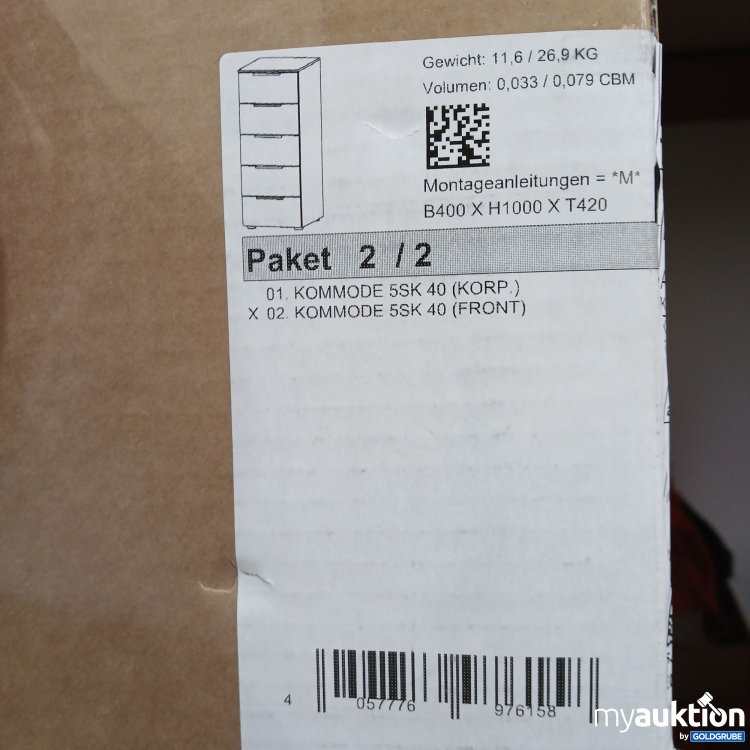 Gewicht: 11,6 / 26,9 KG
Volumen: 0,033 / 0,079 CBM
Montageanleitungen = *M*
B400 X H1000 X T420
Paket 2 / 2
01. KOMMODE 5SK 40 (KORP.)
X 02. KOMMODE 5SK 40 (FRONT)
4 057776 976158
myauktion
by GOLDGRUBE